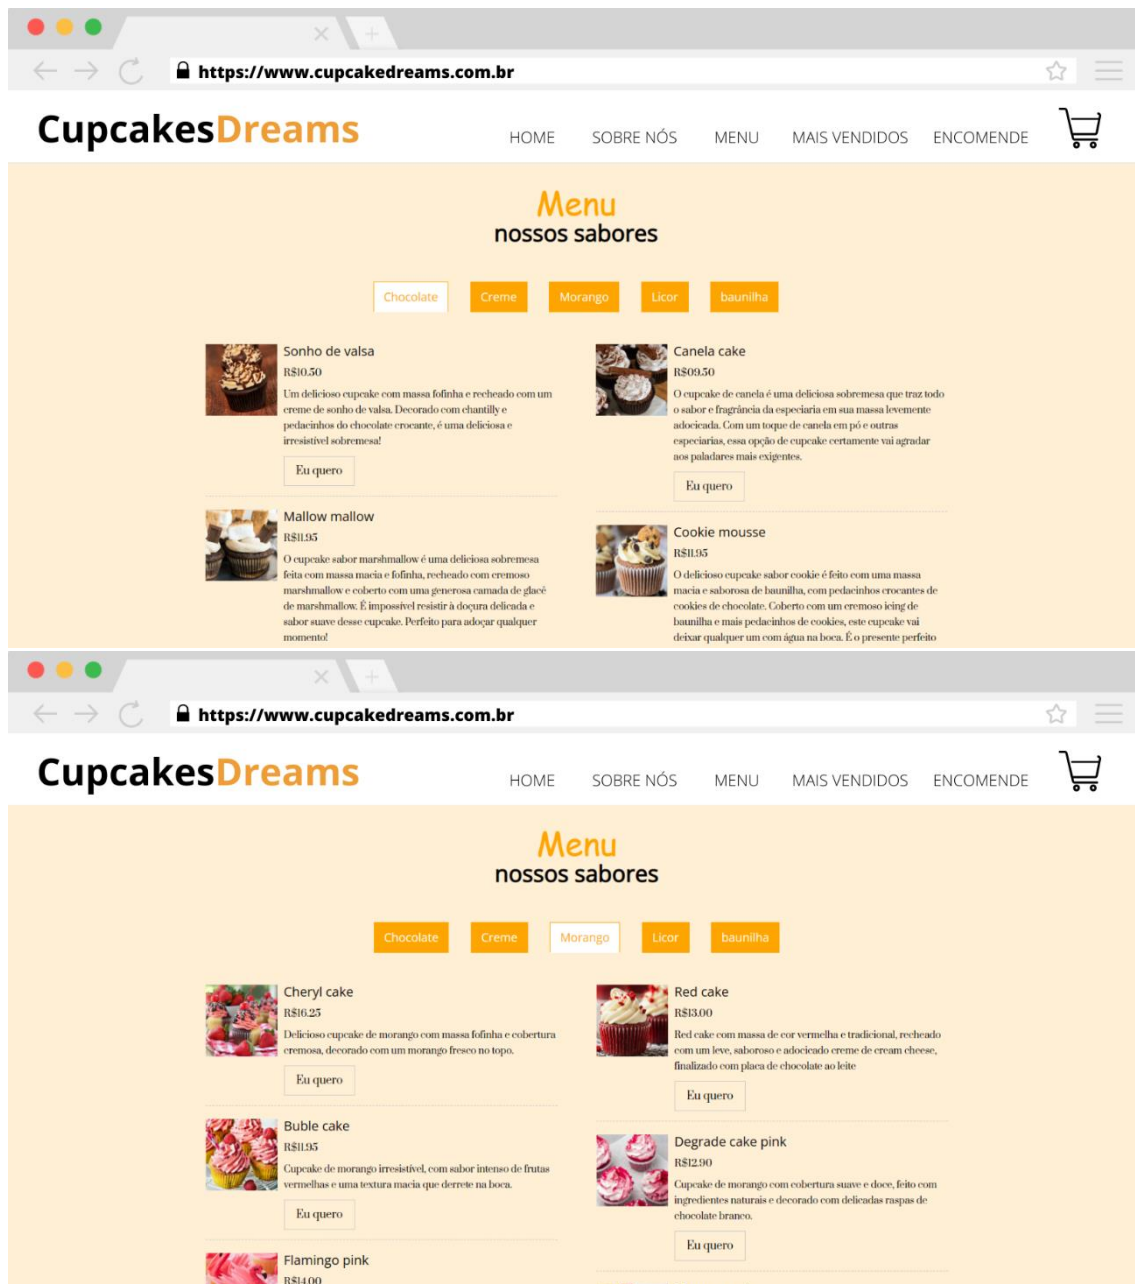 https://www.cupcakedreams.com.br
CupcakesDreams
HOME SOBRE NÓS MENU MAIS VENDIDOS ENCOMENDE
Menu
nossos sabores
Chocolate Creme Morango Licor baunilha
Sonho de valsa
R$10.50
Um delicioso cupcake com massa fofinha e recheado com um
creme de sonho de valsa. Decorado com chantilly e
pedacinhos do chocolate crocante, é uma deliciosa e
irresistível sobremesa!
Eu quero
Mallow mallow
R$11.95
O cupcake sabor marshmallow é uma deliciosa sobremesa
feita com massa macia e fofinha, recheado com cremoso
marshmallow e coberto com uma generosa camada de glacê
de marshmallow. É impossível resistir à doçura delicada e
sabor suave desse cupcake. Perfeito para adoçar qualquer
momento!
Canela cake
R$09.50
O cupcake de canela é uma deliciosa sobremesa que traz todo
o sabor e fragrância da especiaria em sua massa levemente
adocicada. Com um toque de canela em pó e outras
especiarias, essa opção de cupcake certamente vai agradar
aos paladares mais exigentes.
Eu quero
Cookie mousse
R$11.95
O delicioso cupcake sabor cookie é feito com uma massa
macia e saborosa de baunilha, com pedacinhos crocantes de
cookies de chocolate. Coberto com um cremoso icing de
baunilha e mais pedacinhos de cookies, este cupcake vai
deixar qualquer um com água na boca. É o presente perfeito
https://www.cupcakedreams.com.br
CupcakesDreams
HOME SOBRE NÓS MENU MAIS VENDIDOS ENCOMENDE
Menu
nossos sabores
Chocolate Creme Morango Licor baunilha
Cheryl cake
R$16.25
Delicioso cupcake de morango com massa fofinha e cobertura
cremosa, decorado com um morango fresco no topo.
Eu quero
Buble cake
R$11.95
Cupcake de morango irresistível, com sabor intenso de frutas
vermelhas e uma textura macia que derrete na boca.
Eu quero
Flamingo pink
R$14.00
Red cake
R$13.00
Red cake com massa de cor vermelha e tradicional, recheado
com um leve, saboroso e adocicado creme de cream cheese,
finalizado com placa de chocolate ao leite
Eu quero
Degrade cake pink
R$12.90
Cupcake de morango com cobertura suave e doce, feito com
ingredientes naturais e decorado com delicadas raspas de
chocolate branco.
Eu quero